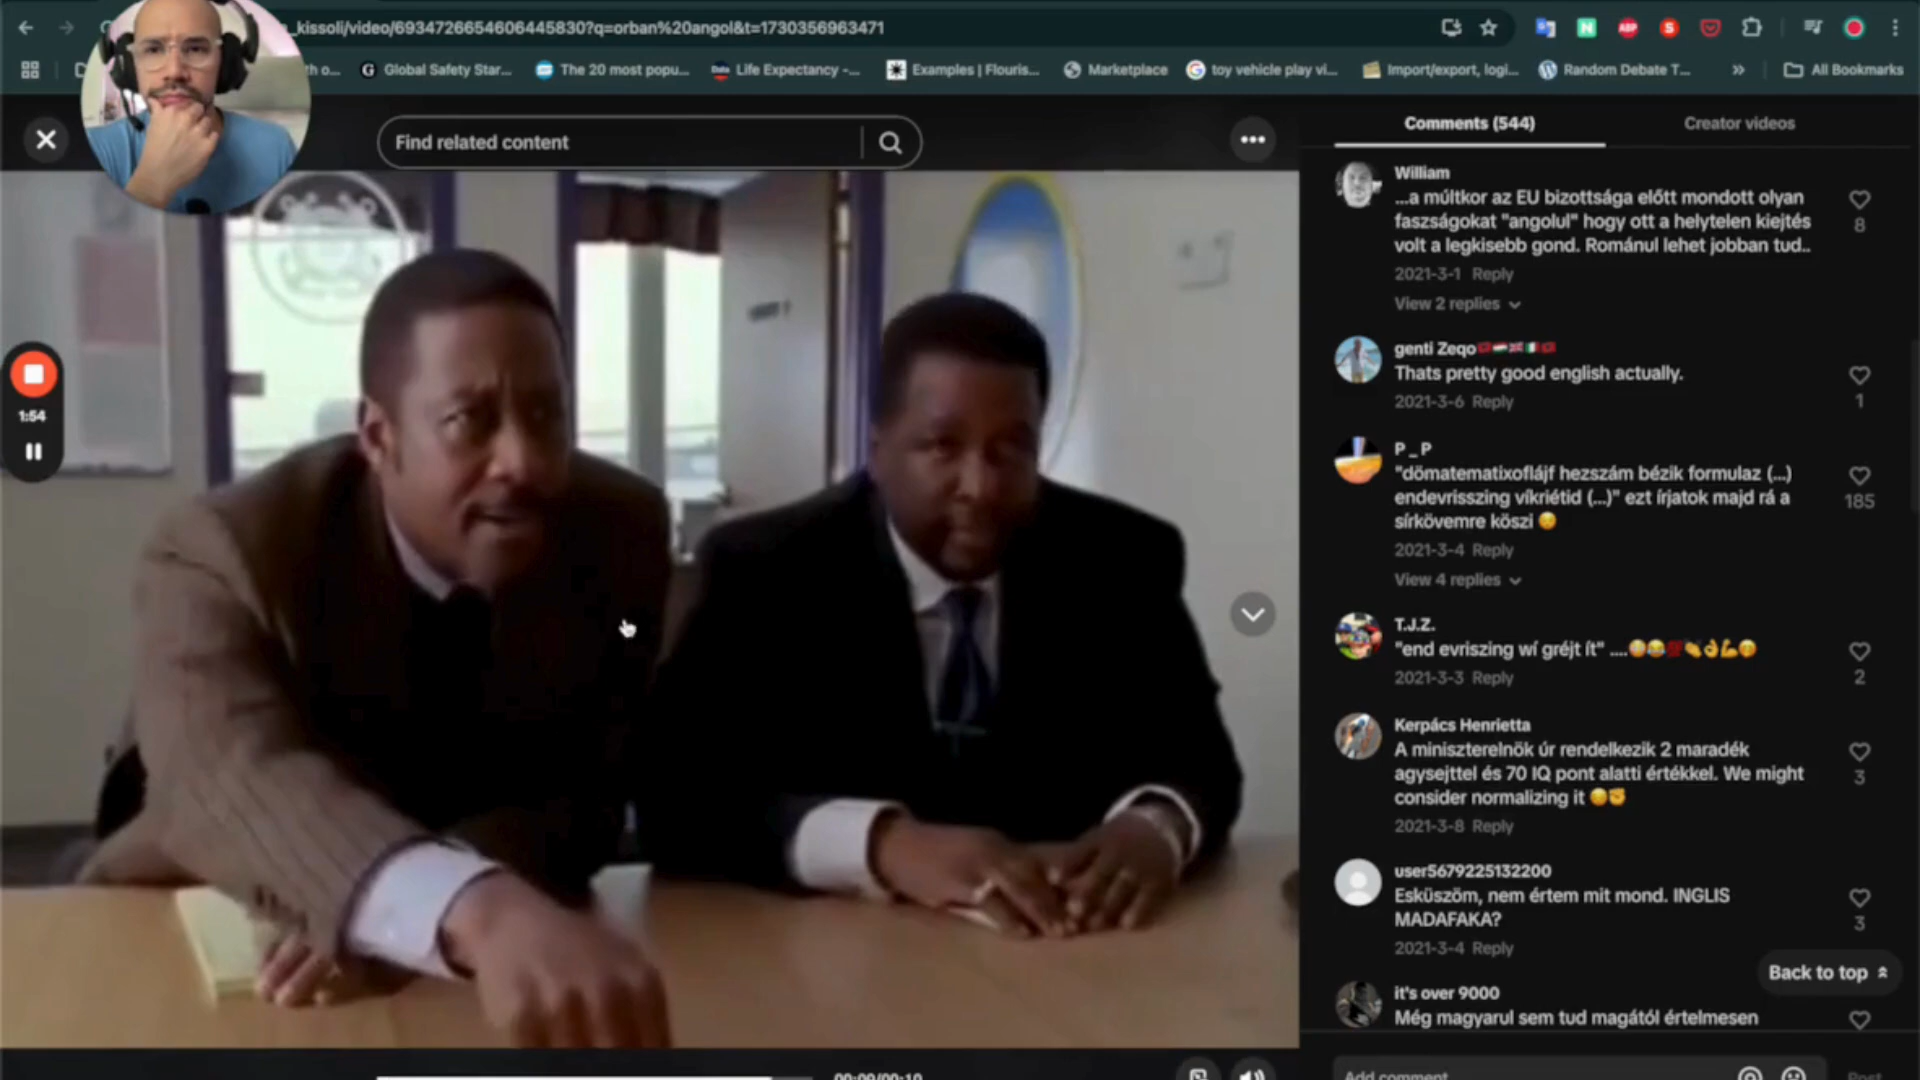 _kissoli/video/6934726654606445830?q=orban%20angol&t=1730356963471
Global Safety Star...
The 20 most popu...
Life Expectancy -...
Examples | Flouris...
Marketplace
toy vehicle play vi...
Import/export, logi...
Random Debate T...
All Bookmarks
Find related content
1:54
Comments (544)
Creator videos
William
...a múltkor az EU bizottsága előtt mondott olyan
faszságokat "angolul" hogy ott a helytelen kiejtés
volt a legkisebb gond. Románul lehet jobban tud..
8
2021-3-1 Reply
View 2 replies
genti Zeqo
Thats pretty good english actually.
1
2021-3-6 Reply
P_P
"dömatematixoflájf hezszám bézik formulaz (...)
endevrisszing víkriétid (...)" ezt írjatok majd rá a
sírkövemre köszi
185
2021-3-4 Reply
View 4 replies
T.J.Z.
"end evriszing wí gréjt ít" ....
2
2021-3-3 Reply
Kerpács Henrietta
A miniszterelnök úr rendelkezik 2 maradék
agysejttel és 70 IQ pont alatti értékkel. We might
consider normalizing it
3
2021-3-8 Reply
user5679225132200
Esküszöm, nem értem mit mond. INGLIS
MADAFAKA?
3
2021-3-4 Reply
Back to top
it's over 9000
Még magyarul sem tud magától értelmesen
Add comment
Post
00:09/00:10